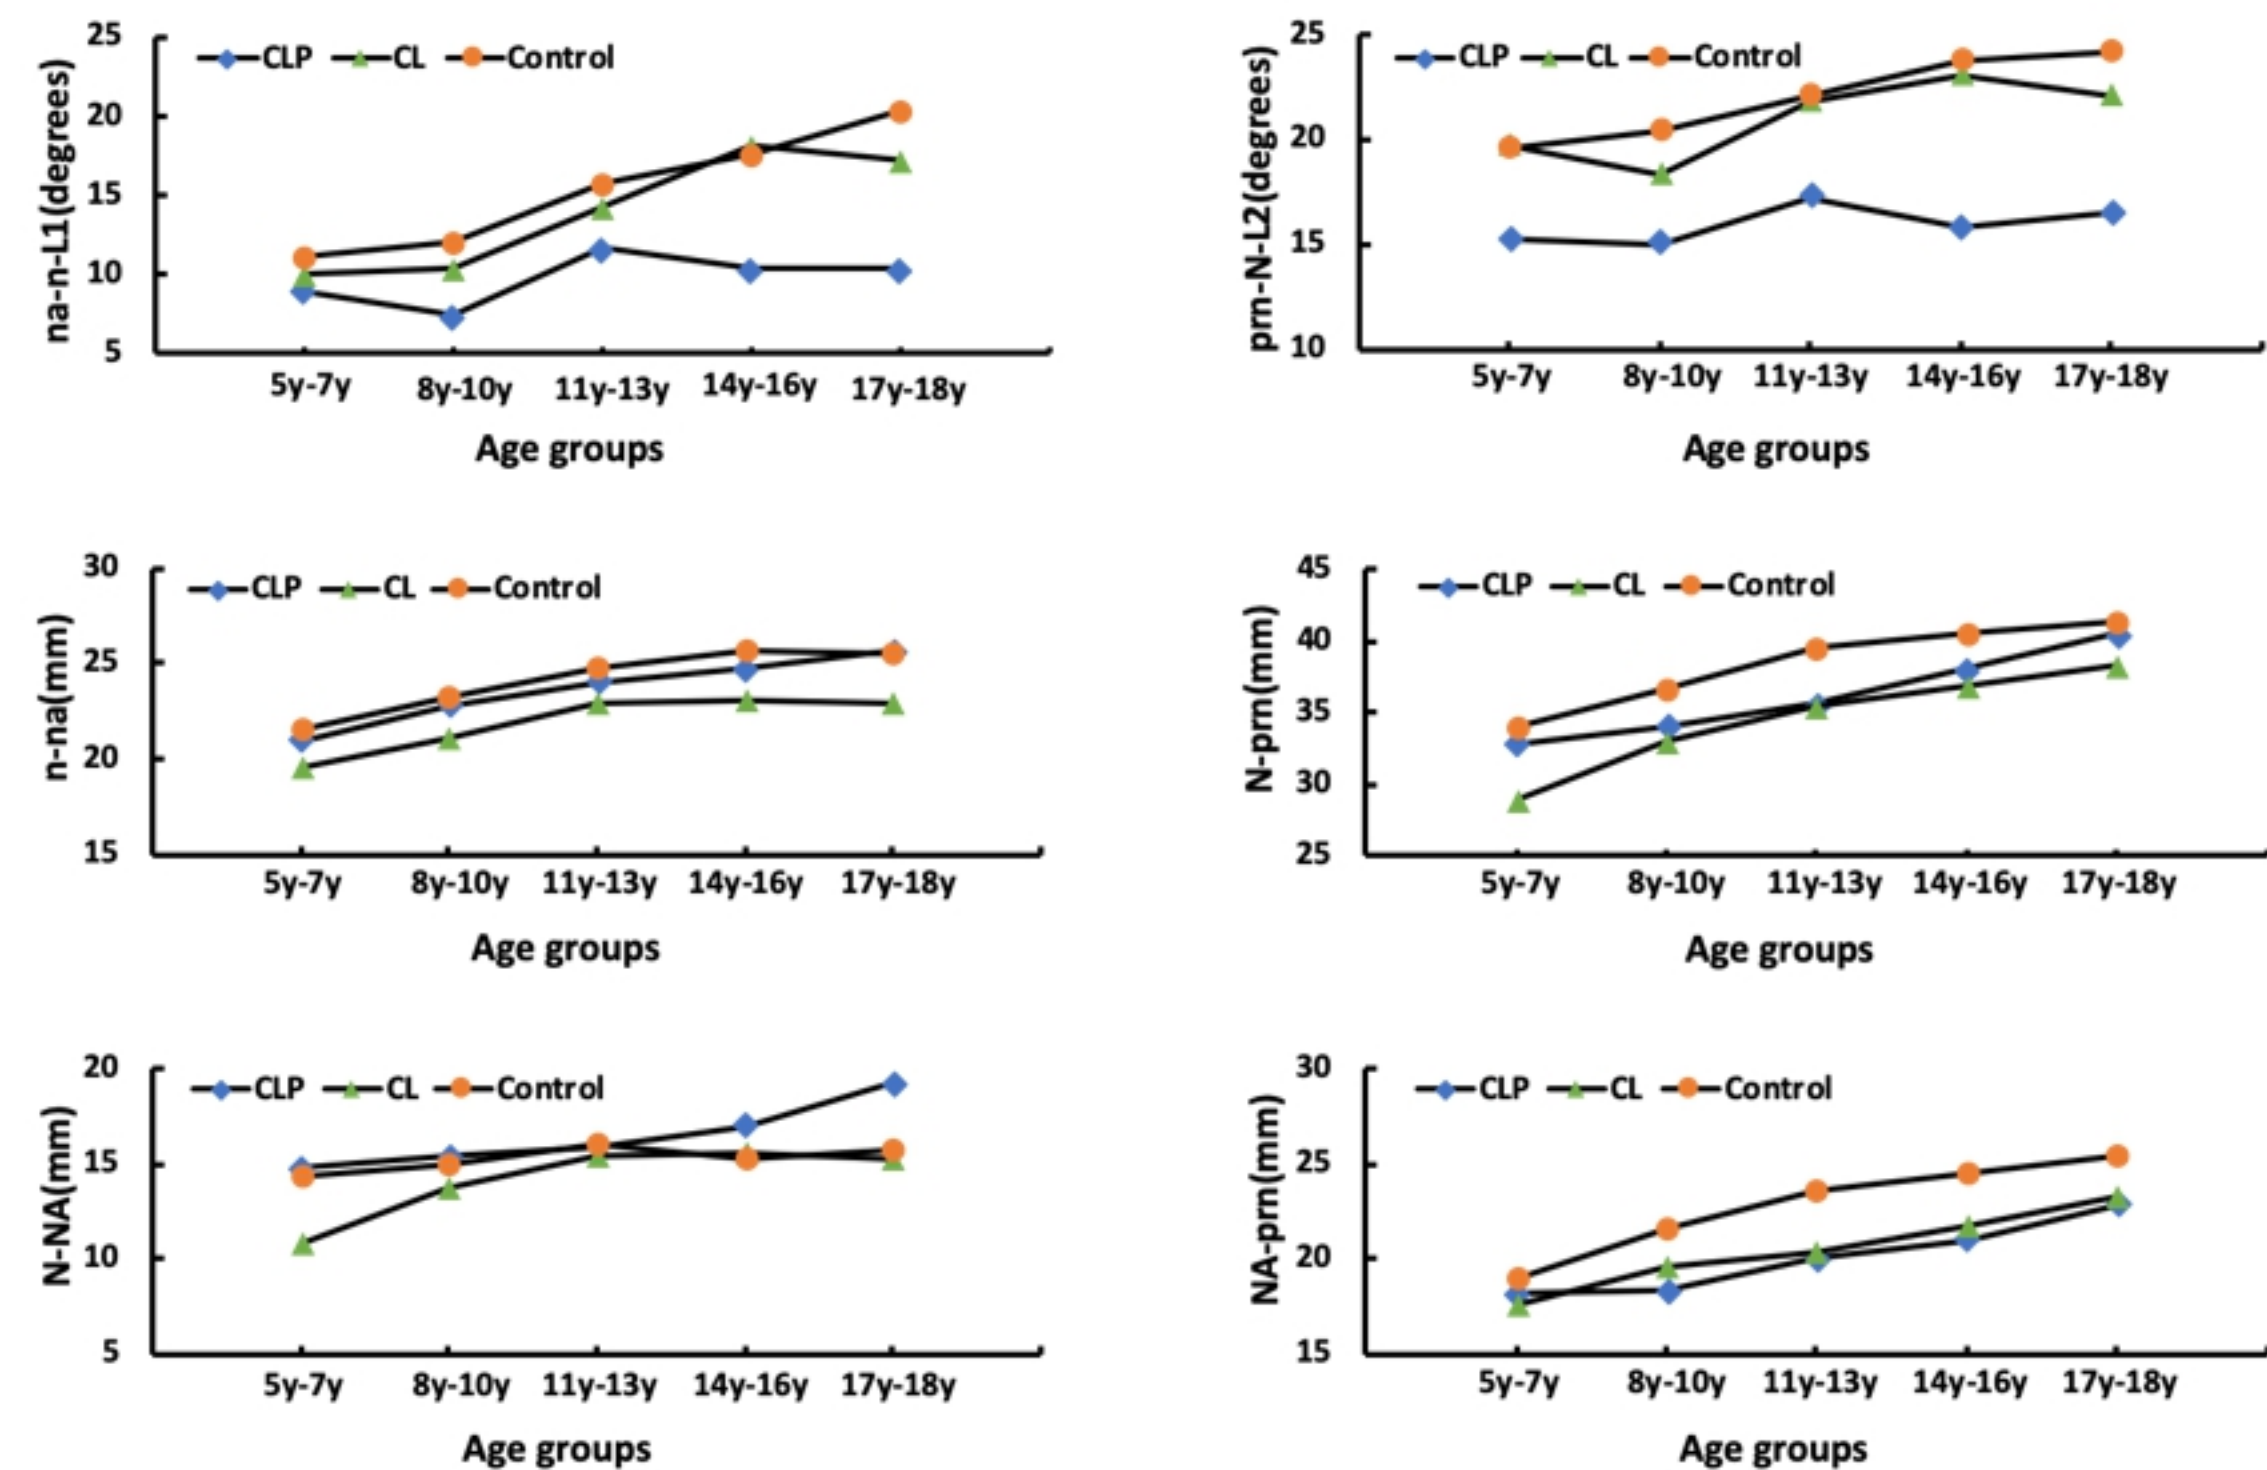 na-n-L1(degrees)
25
20
15
10
5
CLP CL Control
5y-7y 8y-10y 11y-13y 14y-16y 17y-18y
Age groups
prn-N-L2(degrees)
25
20
15
10
CLP CL Control
5y-7y 8y-10y 11y-13y 14y-16y 17y-18y
Age groups
n-na(mm)
30
25
20
15
CLP CL Control
5y-7y 8y-10y 11y-13y 14y-16y 17y-18y
Age groups
N-prn(mm)
45
40
35
30
25
CLP CL Control
5y-7y 8y-10y 11y-13y 14y-16y 17y-18y
Age groups
N-NA(mm)
20
15
10
5
CLP CL Control
5y-7y 8y-10y 11y-13y 14y-16y 17y-18y
Age groups
NA-prn(mm)
30
25
20
15
CLP CL Control
5y-7y 8y-10y 11y-13y 14y-16y 17y-18y
Age groups